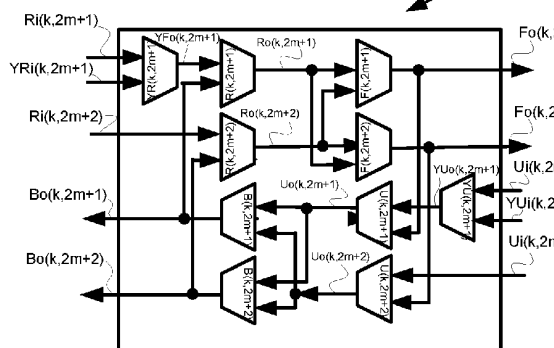 Ri(k,2m+1)
YFo(k,2m+1)
Ro(k,2m+1)
Fo(k,
YRi(k,2m+1)
YR(k,2m+1)
R(k,2m+1)
F(k,2m+1)
Ri(k,2m+2)
Ro(k,2m+2)
Fo(k,2
R(k,2m+2)
F(k,2m+2)
YUo(k,2m+1)
Ui(k,2
Uo(k,2m+1)
YUi(k,2
Bo(k,2m+1)
B(k,2m+1)
U(k,2m+1)
YU(k,2m+1)
Uo(k,2m+2)
Ui(k,2
Bo(k,2m+2)
B(k,2m+2)
U(k,2m+2)